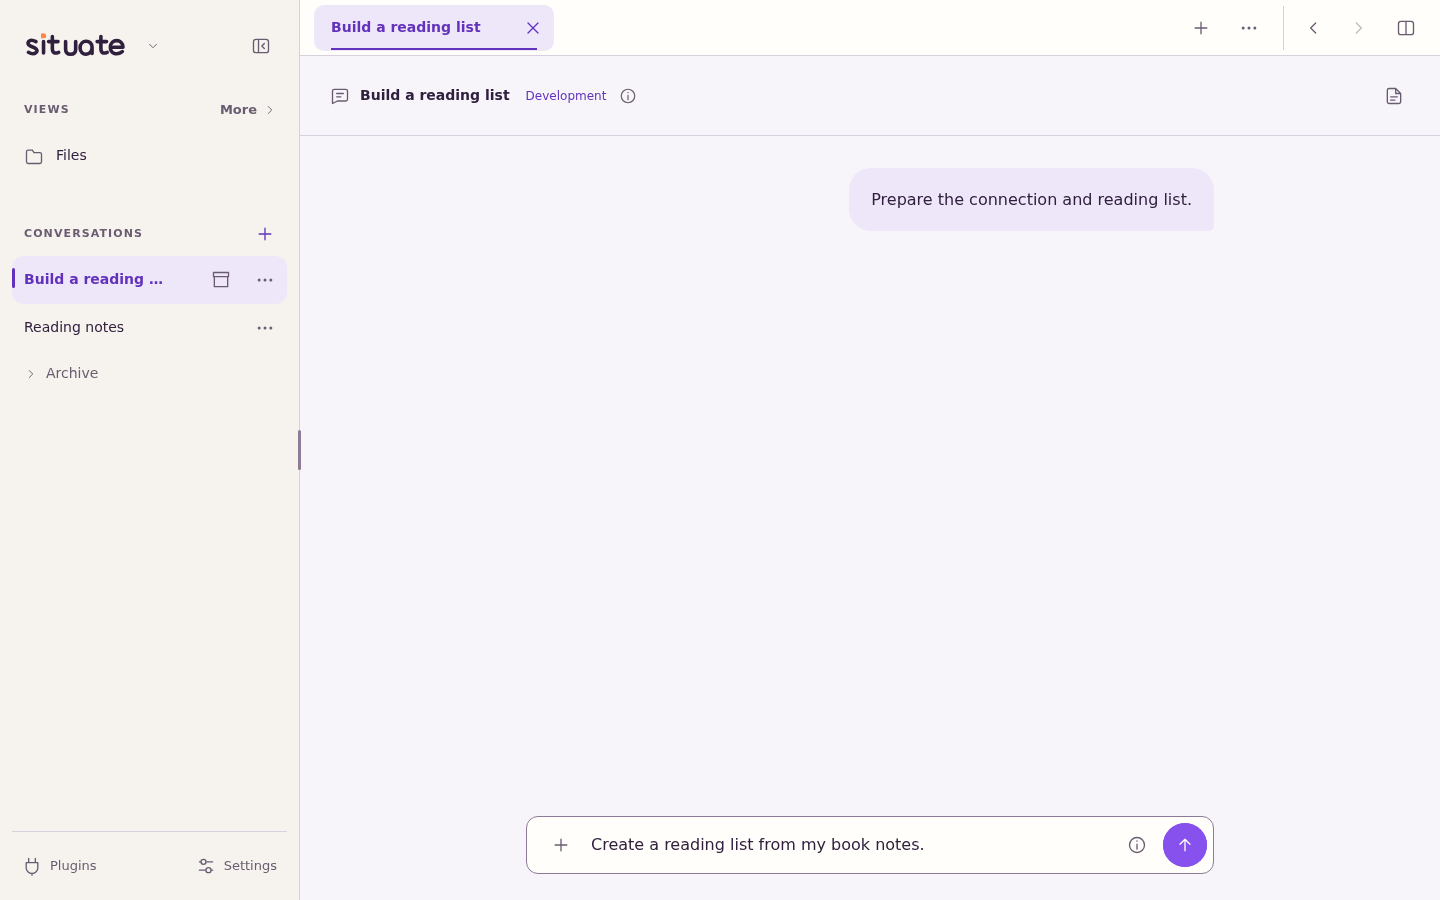 situate
VIEWS
More
Files
CONVERSATIONS
Build a reading ...
Reading notes
Archive
Plugins
Settings
Build a reading list
Build a reading list
Development
Prepare the connection and reading list.
Create a reading list from my book notes.